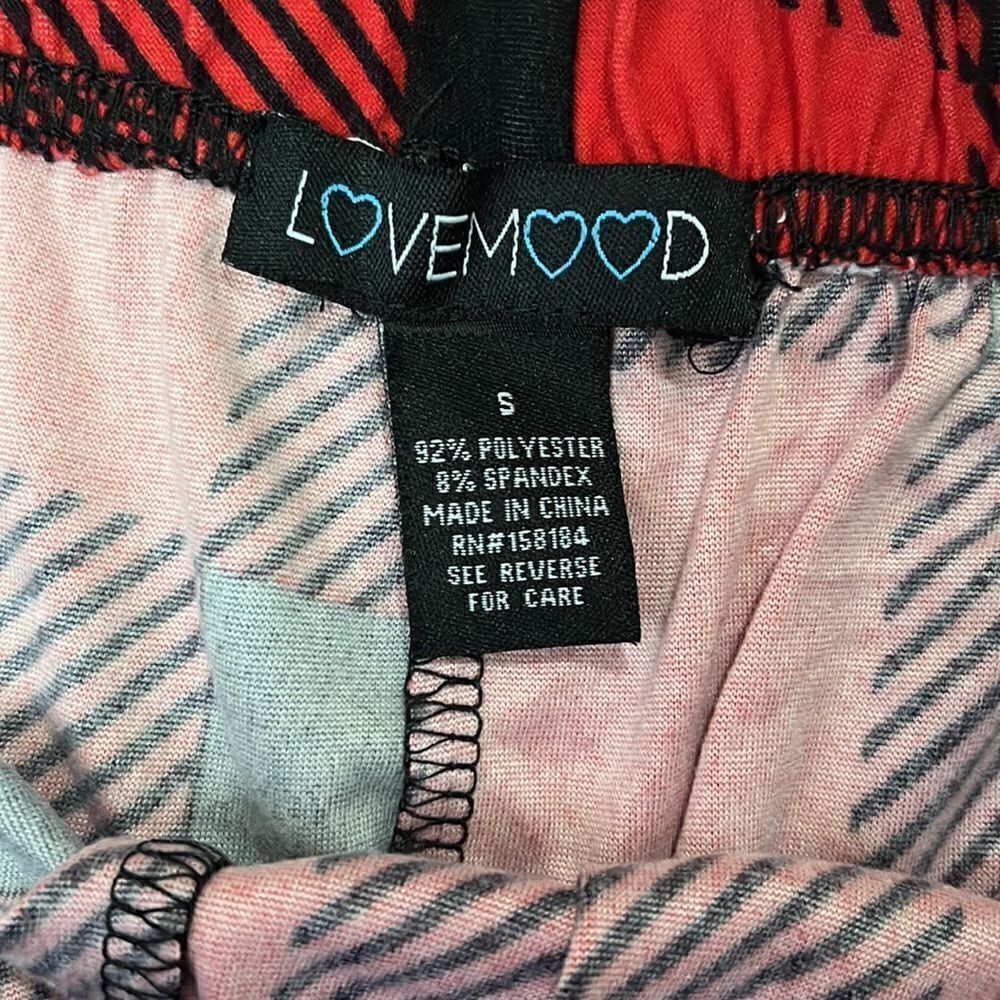 LOVEMOOD
S
92% POLYESTER
8% SPANDEX
MADE IN CHINA
RN#158184
SEE REVERSE
FOR CARE